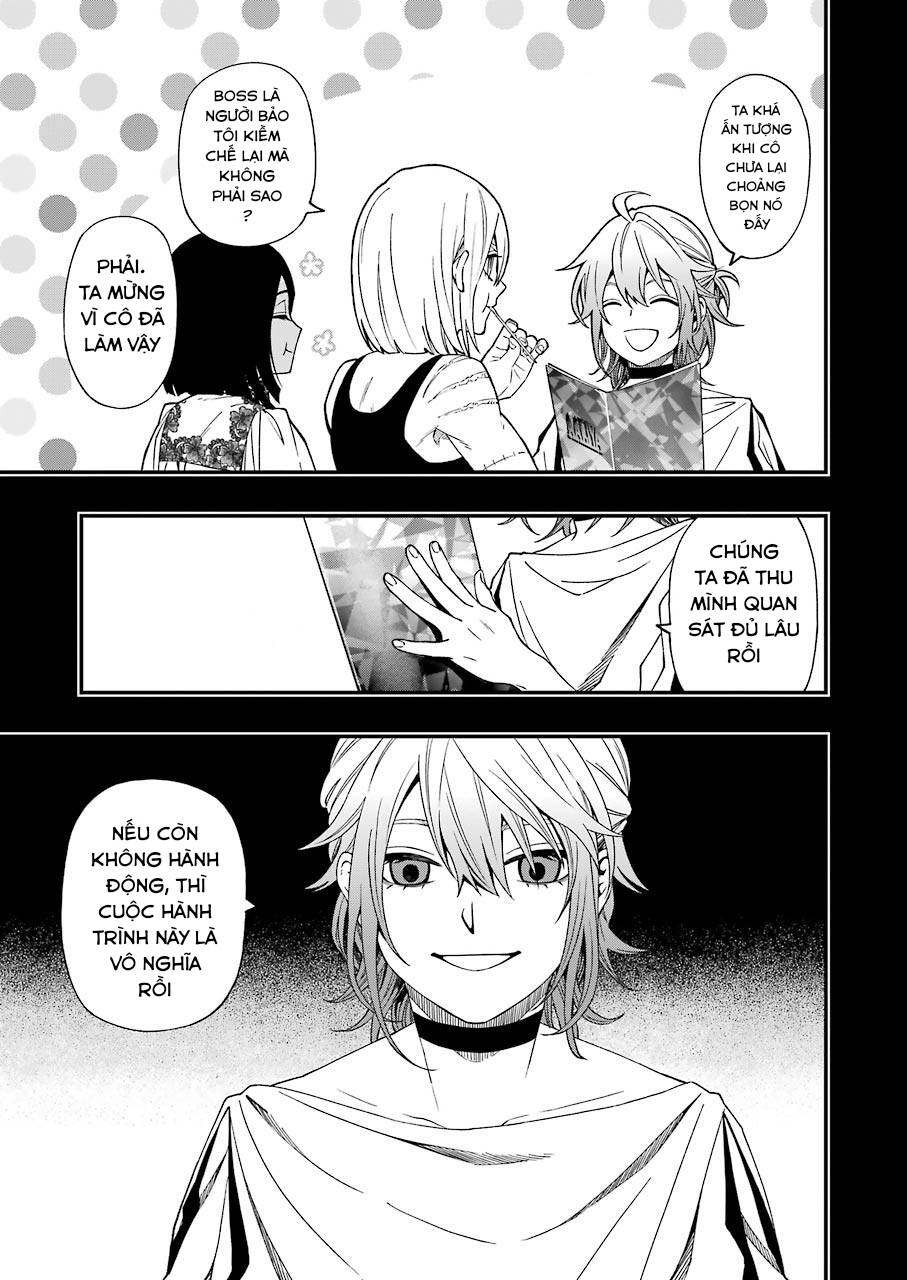 TA KHÁ
ẤN TƯỢNG
KHI CÔ
CHƯA LẠI
CHOẢNG
BỌN NÓ
ĐẤY
BOSS LÀ
NGƯỜI BẢO
TÔI KIỀM
CHẾ LẠI MÀ
KHÔNG
PHẢI SAO
?
PHẢI.
TA MỪNG
VÌ CÔ ĐÃ
LÀM VẬY
CHÚNG
TA ĐÃ THU
MÌNH QUAN
SÁT ĐỦ LÂU
RỒI
NẾU CÒN
KHÔNG HÀNH
ĐỘNG, THÌ
CUỘC HÀNH
TRÌNH NÀY LÀ
VÔ NGHĨA
RỒI